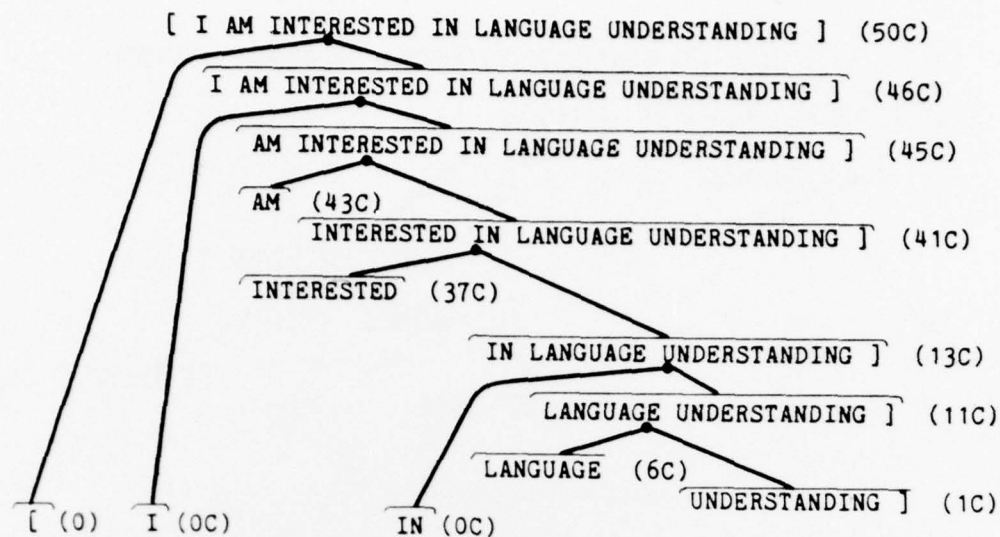 [ I AM INTERESTED IN LANGUAGE UNDERSTANDING ] (50C)
I AM INTERESTED IN LANGUAGE UNDERSTANDING ] (46C)
AM INTERESTED IN LANGUAGE UNDERSTANDING ] (45C)
AM (43C)
INTERESTED IN LANGUAGE UNDERSTANDING ] (41C)
INTERESTED (37C)
IN LANGUAGE UNDERSTANDING ] (13C)
LANGUAGE UNDERSTANDING ] (11C)
LANGUAGE (6C)
UNDERSTANDING ] (1C)
[ (0) I (0C) IN (0C)